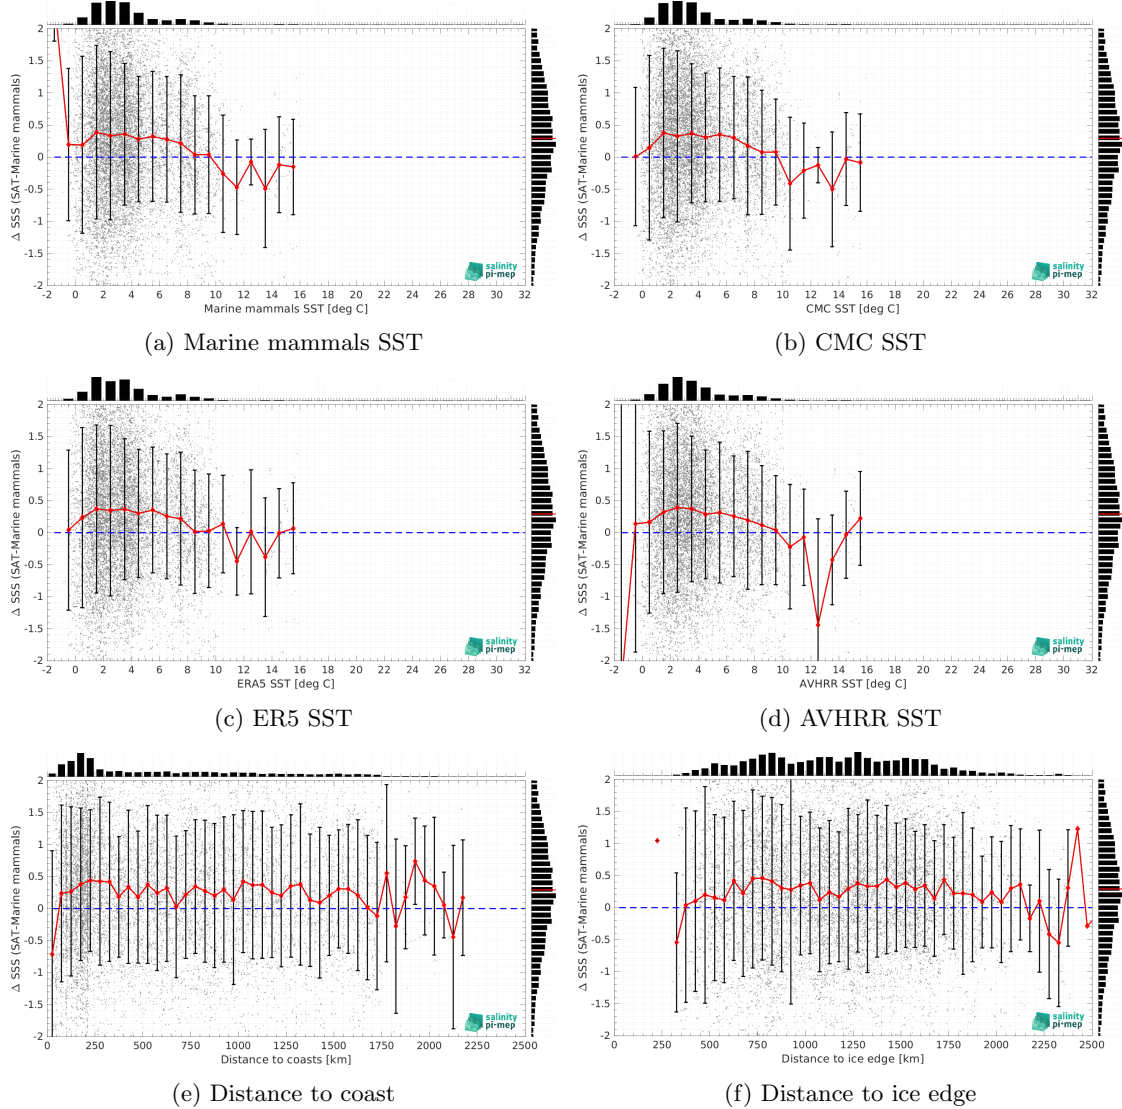 2
1.5
1
0.5
0
-0.5
-1
-1.5
-2
Δ SSS (SAT-Marine mammals)
salinity
pi-mep
-2 0 2 4 6 8 10 12 14 16 18 20 22 24 26 28 30 32
Marine mammals SST [deg C]
(a) Marine mammals SST
2
1.5
1
0.5
0
-0.5
-1
-1.5
-2
Δ SSS (SAT-Marine mammals)
salinity
pi-mep
-2 0 2 4 6 8 10 12 14 16 18 20 22 24 26 28 30 32
CMC SST [deg C]
(b) CMC SST
2
1.5
1
0.5
0
-0.5
-1
-1.5
-2
Δ SSS (SAT-Marine mammals)
salinity
pi-mep
-2 0 2 4 6 8 10 12 14 16 18 20 22 24 26 28 30 32
ERA5 SST [deg C]
(c) ER5 SST
2
1.5
1
0.5
0
-0.5
-1
-1.5
-2
Δ SSS (SAT-Marine mammals)
salinity
pi-mep
-2 0 2 4 6 8 10 12 14 16 18 20 22 24 26 28 30 32
AVHRR SST [deg C]
(d) AVHRR SST
2
1.5
1
0.5
0
-0.5
-1
-1.5
-2
Δ SSS (SAT-Marine mammals)
salinity
pi-mep
0 250 500 750 1000 1250 1500 1750 2000 2250 2500
Distance to coasts [km]
(e) Distance to coast
2
1.5
1
0.5
0
-0.5
-1
-1.5
-2
Δ SSS (SAT-Marine mammals)
salinity
pi-mep
0 250 500 750 1000 1250 1500 1750 2000 2250 2500
Distance to ice edge [km]
(f) Distance to ice edge